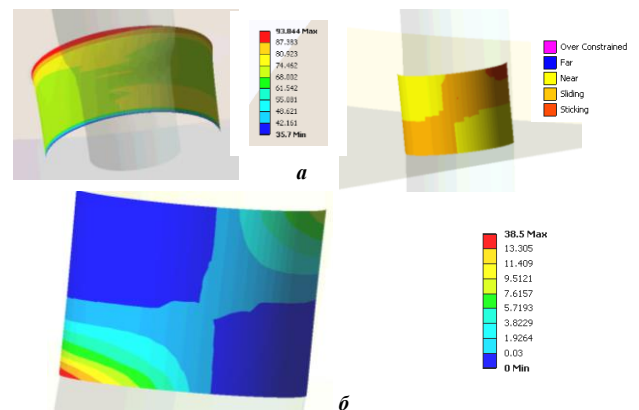 93.844 Max
87.383
80.923
74.462
68.002
61.542
55.081
48.621
42.161
35.7 Min
Over Constrained
Far
Near
Sliding
Sticking
а
38.5 Max
13.305
11.409
9.5121
7.6157
5.7193
3.8229
1.9264
0.03
0 Min
б